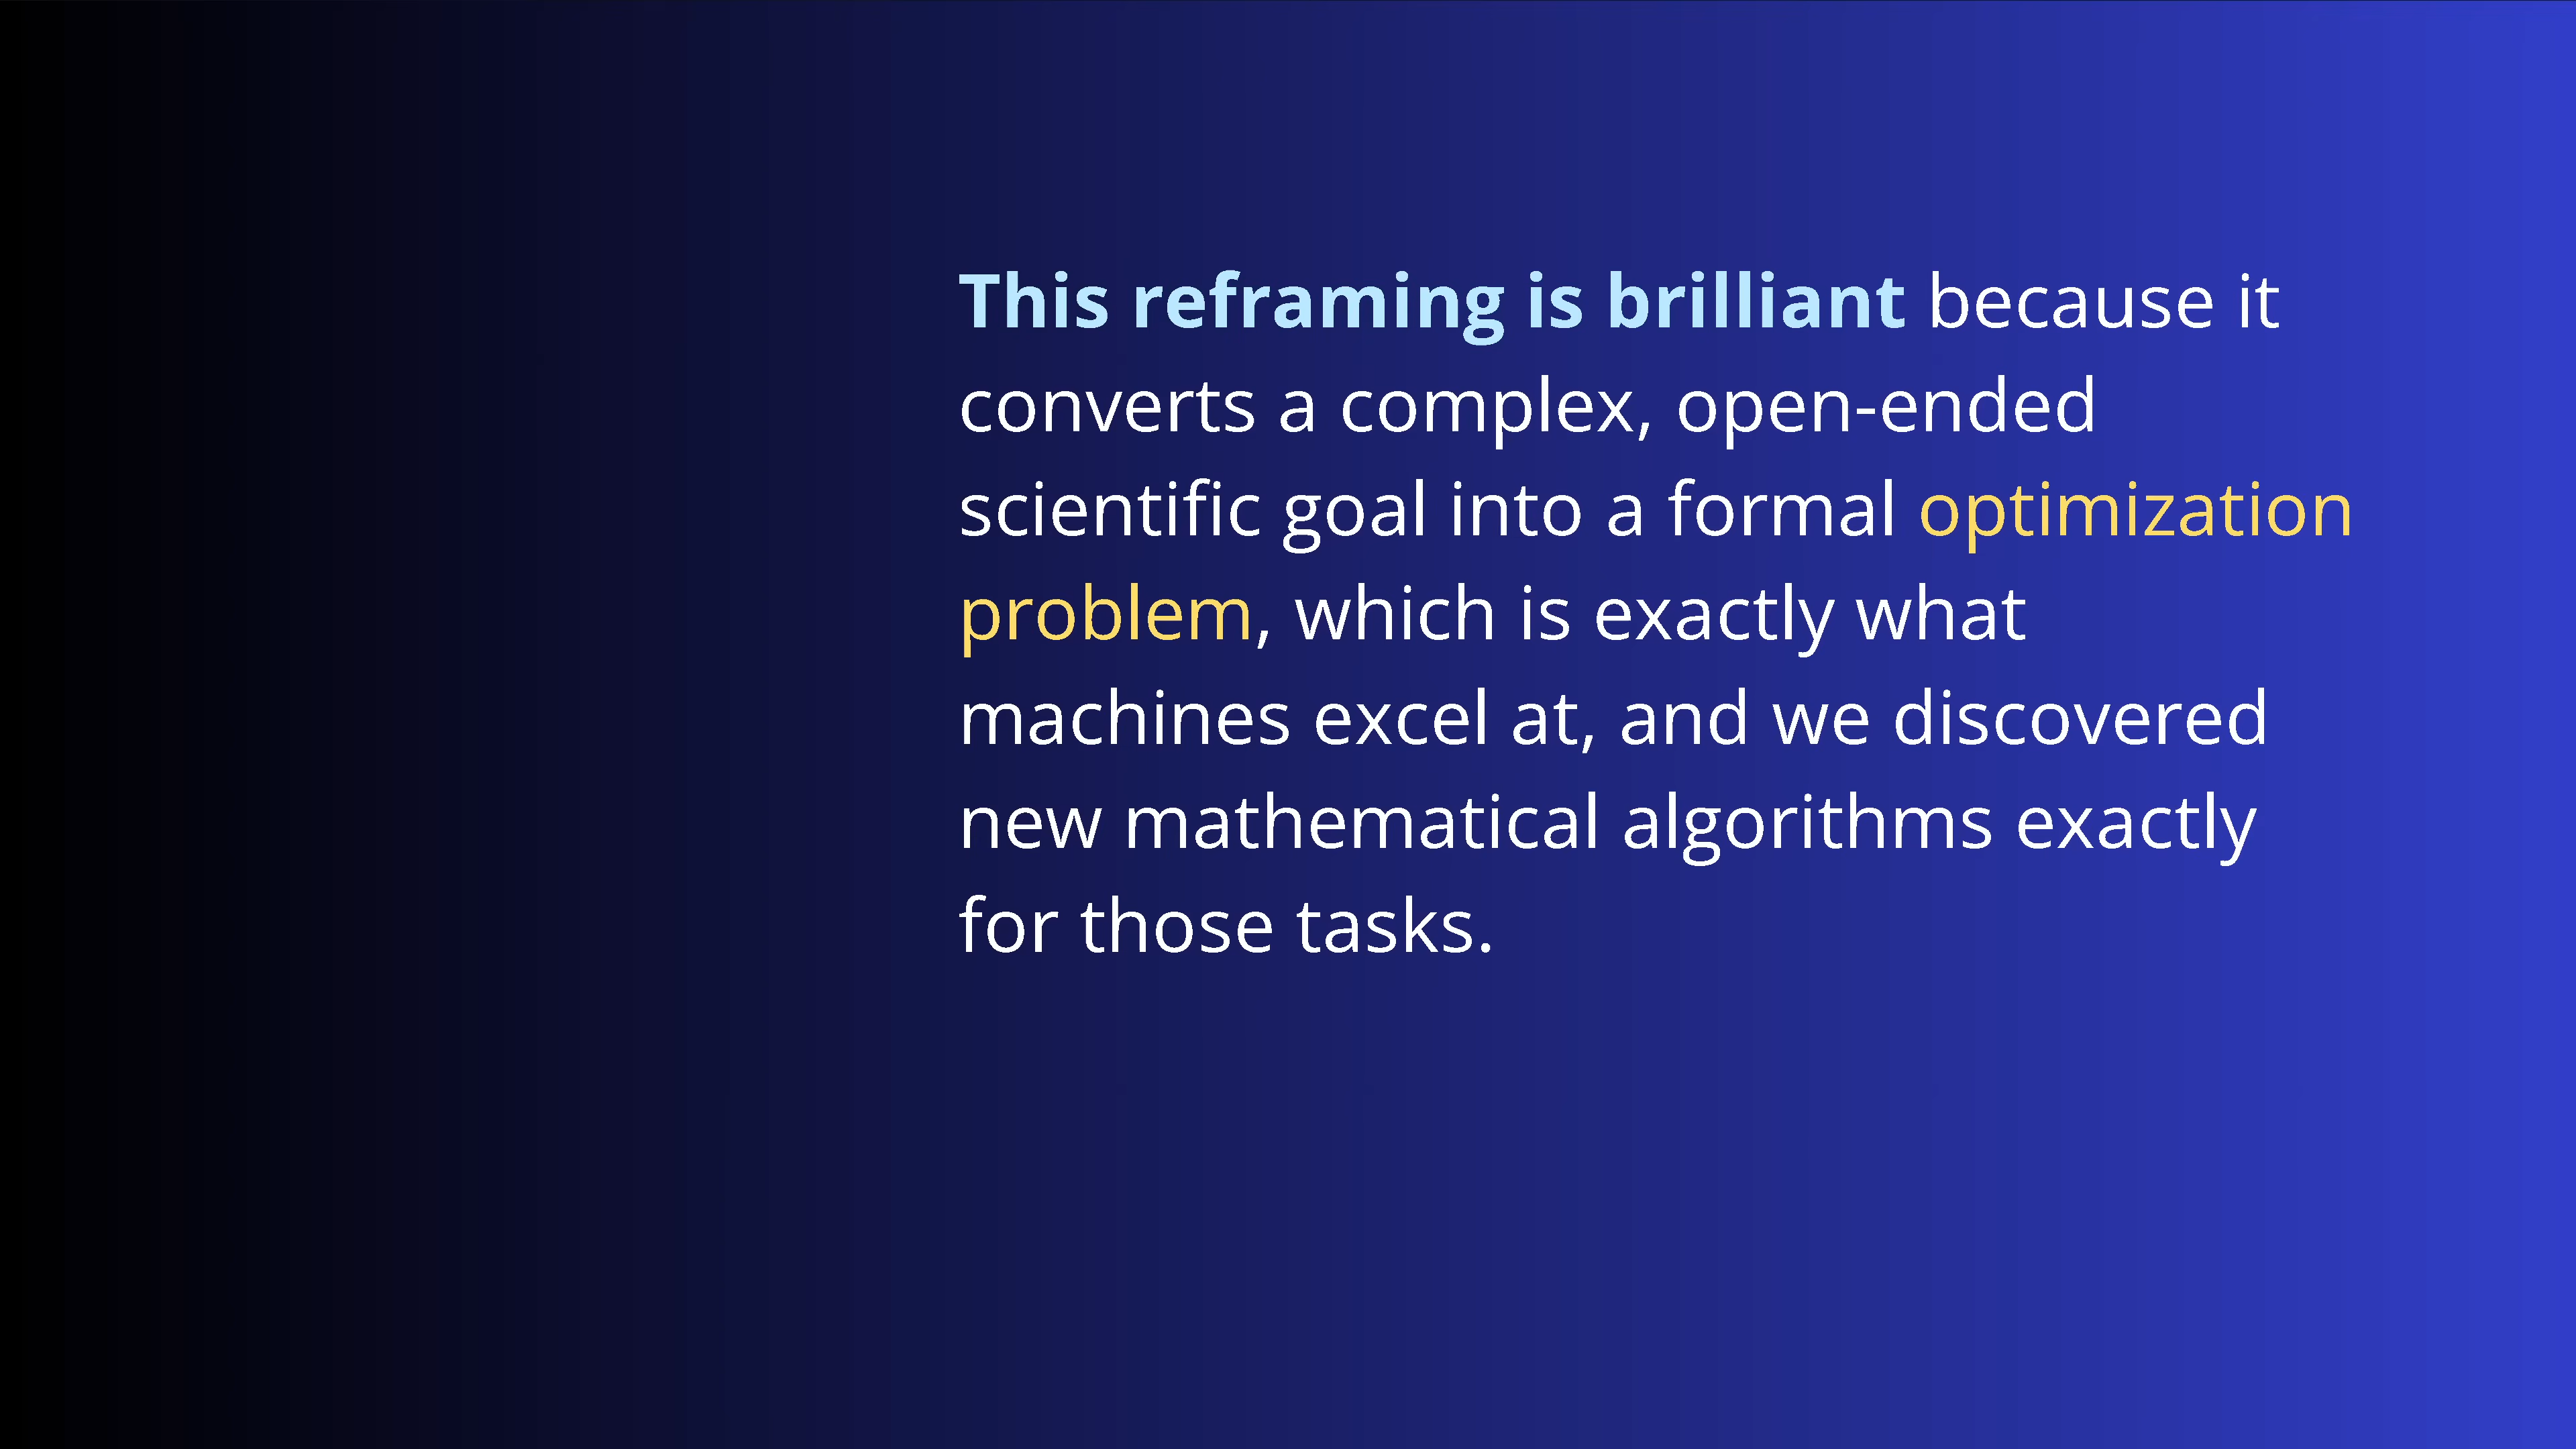 This reframing is brilliant because it
converts a complex, open-ended
scientific goal into a formal optimization
problem, which is exactly what
machines excel at, and we discovered
new mathematical algorithms exactly
for those tasks.